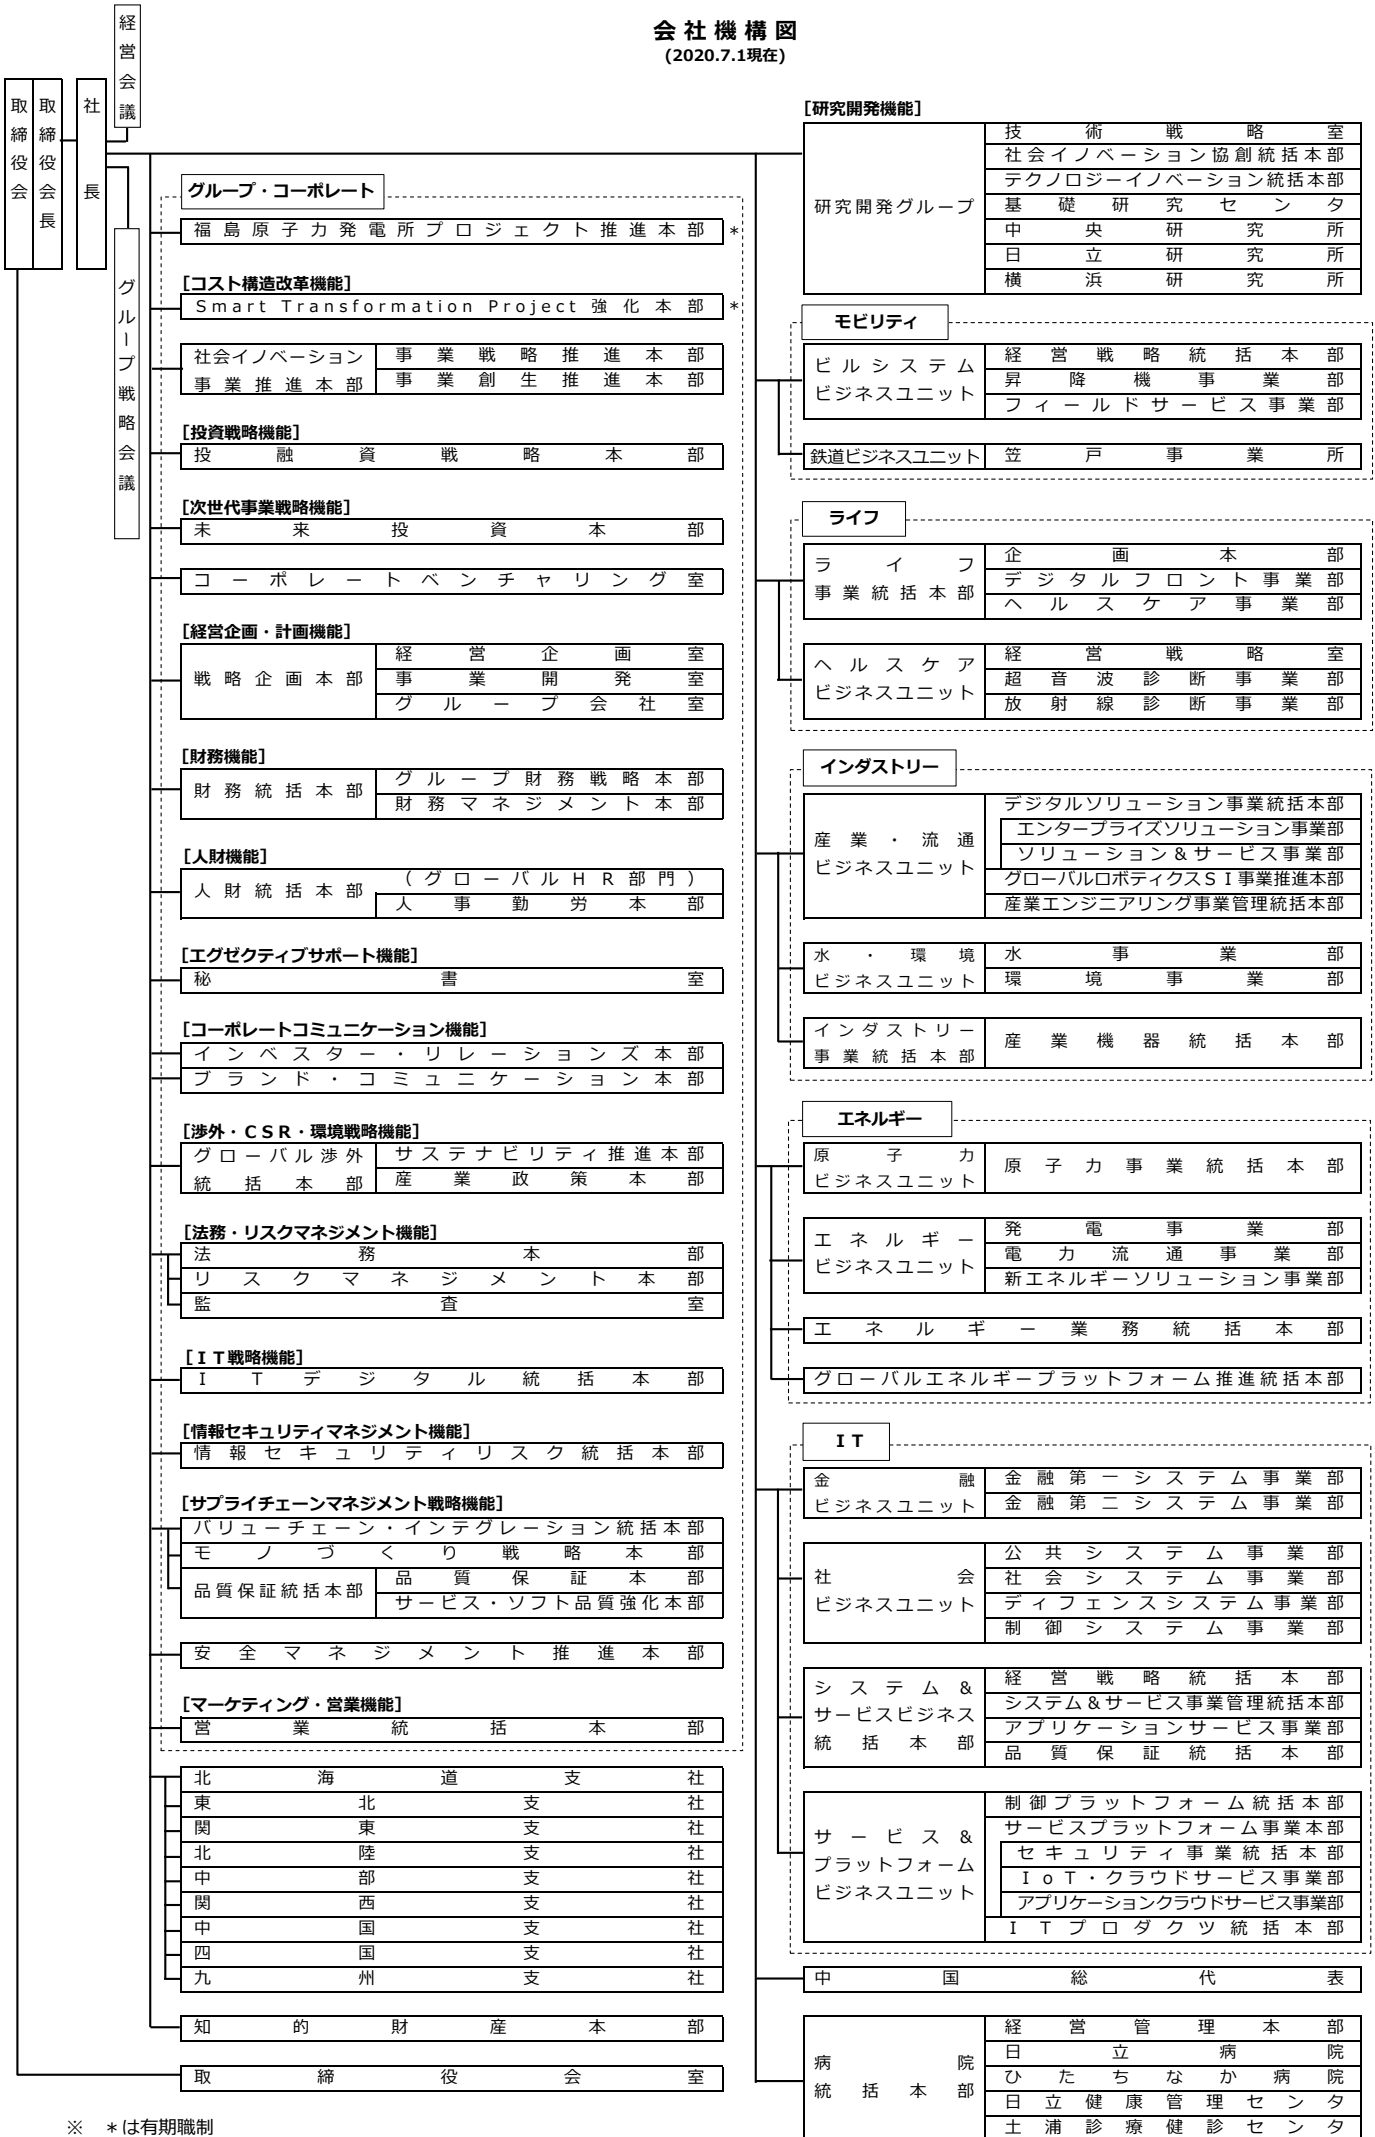 会社機構図
(2020.7.1現在)
経営会議
取締役会
取締役会長
社長
グループ戦略会議
グループ・コーポレート
福島原子力発電所プロジェクト推進本部 *
[コスト構造改革機能]
Smart Transformation Project 強化本部 *
社会イノベーション
事業推進本部
事業戦略推進本部
事業創生推進本部
[投資戦略機能]
投融資戦略本部
[次世代事業戦略機能]
未来投資本部
コーポレートベンチャリング室
[経営企画・計画機能]
戦略企画本部
経営企画室
事業開発室
グループ会社室
[財務機能]
財務統括本部
グループ財務戦略本部
財務マネジメント本部
[人財機能]
人財統括本部
(グローバルHR部門)
人事勤労本部
[エグゼクティブサポート機能]
秘書室
[コーポレートコミュニケーション機能]
インベスター・リレーションズ本部
ブランド・コミュニケーション本部
[渉外・CSR・環境戦略機能]
グローバル渉外
統括本部
サステナビリティ推進本部
産業政策本部
[法務・リスクマネジメント機能]
法務本部
リスクマネジメント本部
監査室
[IT戦略機能]
ITデジタル統括本部
[情報セキュリティマネジメント機能]
情報セキュリティリスク統括本部
[サプライチェーンマネジメント戦略機能]
バリューチェーン・インテグレーション統括本部
モノづくり戦略本部
品質保証統括本部
品質保証本部
サービス・ソフト品質強化本部
安全マネジメント推進本部
[マーケティング・営業機能]
営業統括本部
北海道支社
東北支社
関東支社
北陸支社
中部支社
関西支社
中国支社
四国支社
九州支社
知的財産本部
取締役会室
※ *は有期職制
[研究開発機能]
研究開発グループ
技術戦略室
社会イノベーション協創統括本部
テクノロジーイノベーション統括本部
基礎研究センタ
中央研究所
日立研究所
横浜研究所
モビリティ
ビルシステム
ビジネスユニット
経営戦略統括本部
昇降機事業部
フィールドサービス事業部
鉄道ビジネスユニット
笠戸事業所
ライフ
ライフ
事業統括本部
企画本部
デジタルフロント事業部
ヘルスケア事業部
ヘルスケア
ビジネスユニット
経営戦略室
超音波診断事業部
放射線診断事業部
インダストリー
産業・流通
ビジネスユニット
デジタルソリューション事業統括本部
エンタープライズソリューション事業部
ソリューション&サービス事業部
グローバルロボティクスSI事業推進本部
産業エンジニアリング事業管理統括本部
水・環境
ビジネスユニット
水事業部
環境事業部
インダストリー
事業統括本部
産業機器統括本部
エネルギー
原子力
ビジネスユニット
原子力事業統括本部
エネルギー
ビジネスユニット
発電事業部
電力流通事業部
新エネルギーソリューション事業部
エネルギー業務統括本部
グローバルエネルギープラットフォーム推進統括本部
IT
金融
ビジネスユニット
金融第一システム事業部
金融第二システム事業部
社会
ビジネスユニット
公共システム事業部
社会システム事業部
ディフェンスシステム事業部
制御システム事業部
システム&
サービスビジネス
統括本部
経営戦略統括本部
システム&サービス事業管理統括本部
アプリケーションサービス事業部
品質保証統括本部
サービス&
プラットフォーム
ビジネスユニット
制御プラットフォーム統括本部
サービスプラットフォーム事業本部
セキュリティ事業統括本部
IoT・クラウドサービス事業部
アプリケーションクラウドサービス事業部
ITプロダクツ統括本部
中国総代表
病院
統括本部
経営管理本部
日立病院
ひたちなか病院
日立健康管理センタ
土浦診療健診センタ